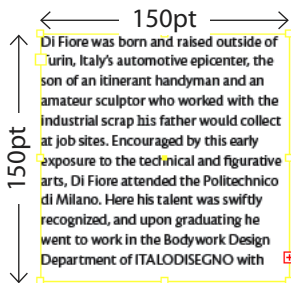 150pt
150pt
Di Fiore was born and raised outside of
Turin, Italy's automotive epicenter, the
son of an itinerant handyman and an
amateur sculptor who worked with the
industrial scrap his father would collect
at job sites. Encouraged by this early
exposure to the technical and figurative
arts, Di Fiore attended the Politechnico
di Milano. Here his talent was swiftly
recognized, and upon graduating he
went to work in the Bodywork Design
Department of ITALODISEGNO with